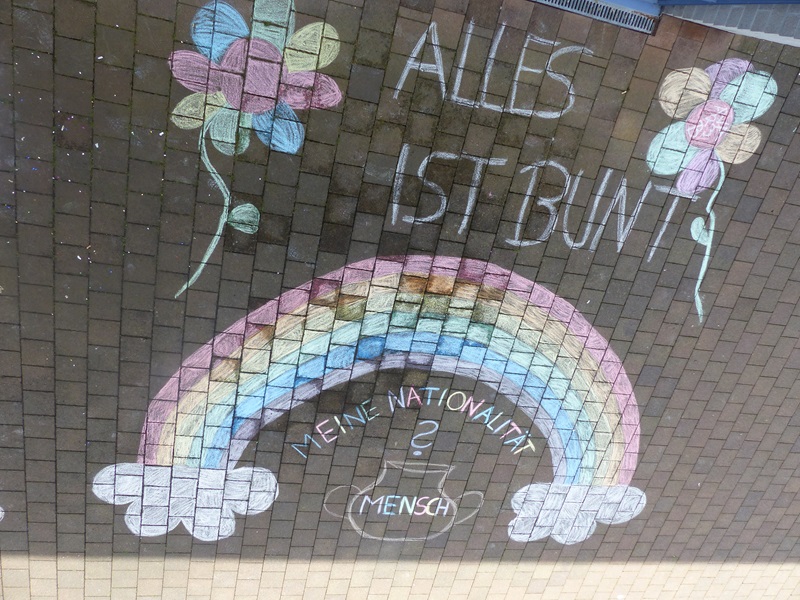 ALLES
IST BUNT
MEINE NATIONALITÄT
?
MENSCH